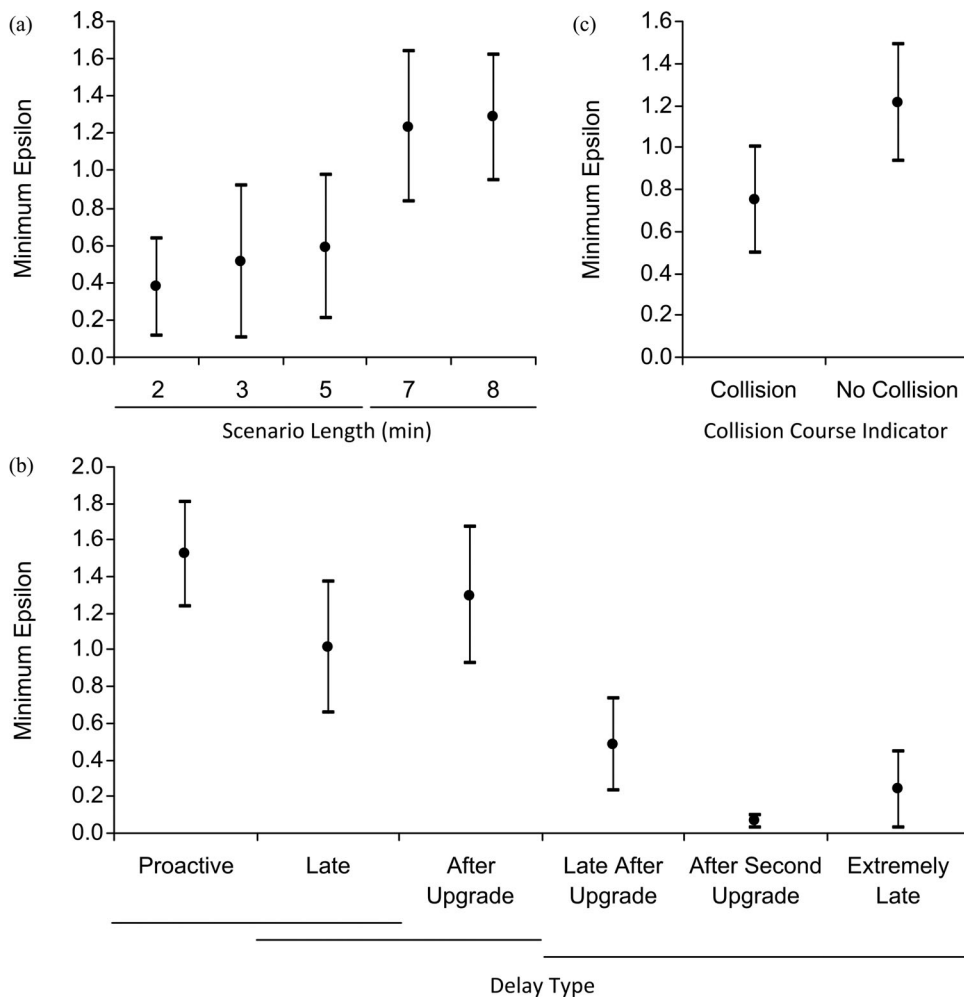 (a)
1.8
1.6
1.4
1.2
1.0
0.8
0.6
0.4
0.2
0.0
Minimum Epsilon
2 3 5 7 8
Scenario Length (min)
(c)
1.6
1.4
1.2
1.0
0.8
0.6
0.4
0.2
0.0
Minimum Epsilon
Collision No Collision
Collision Course Indicator
(b)
2.0
1.8
1.6
1.4
1.2
1.0
0.8
0.6
0.4
0.2
0.0
Minimum Epsilon
Proactive Late After Late After After Second Extremely
Upgrade Upgrade Upgrade Late
Delay Type